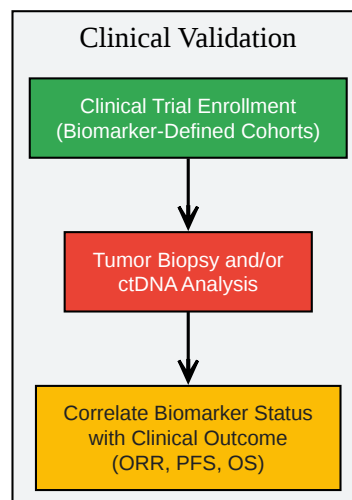 Clinical Validation
Clinical Trial Enrollment
(Biomarker-Defined Cohorts)
Tumor Biopsy and/or
ctDNA Analysis
Correlate Biomarker Status
with Clinical Outcome
(ORR, PFS, OS)